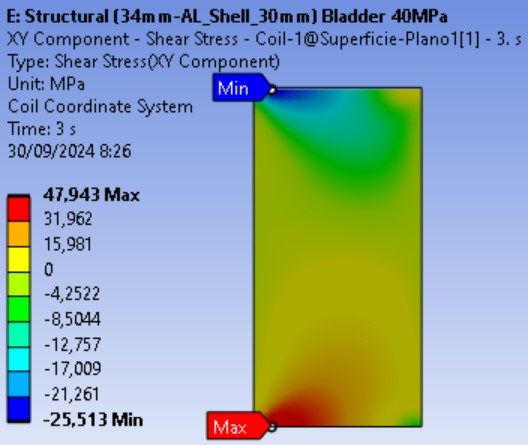 E: Structural (34mm-AL_Shell_30mm) Bladder 40MPa
XY Component - Shear Stress - Coil-1@Superficie-Plano1[1] - 3. s
Type: Shear Stress(XY Component)
Unit: MPa
Coil Coordinate System
Time: 3 s
30/09/2024 8:26
Min
47,943 Max
31,962
15,981
0
-4,2522
-8,5044
-12,757
-17,009
-21,261
-25,513 Min
Max